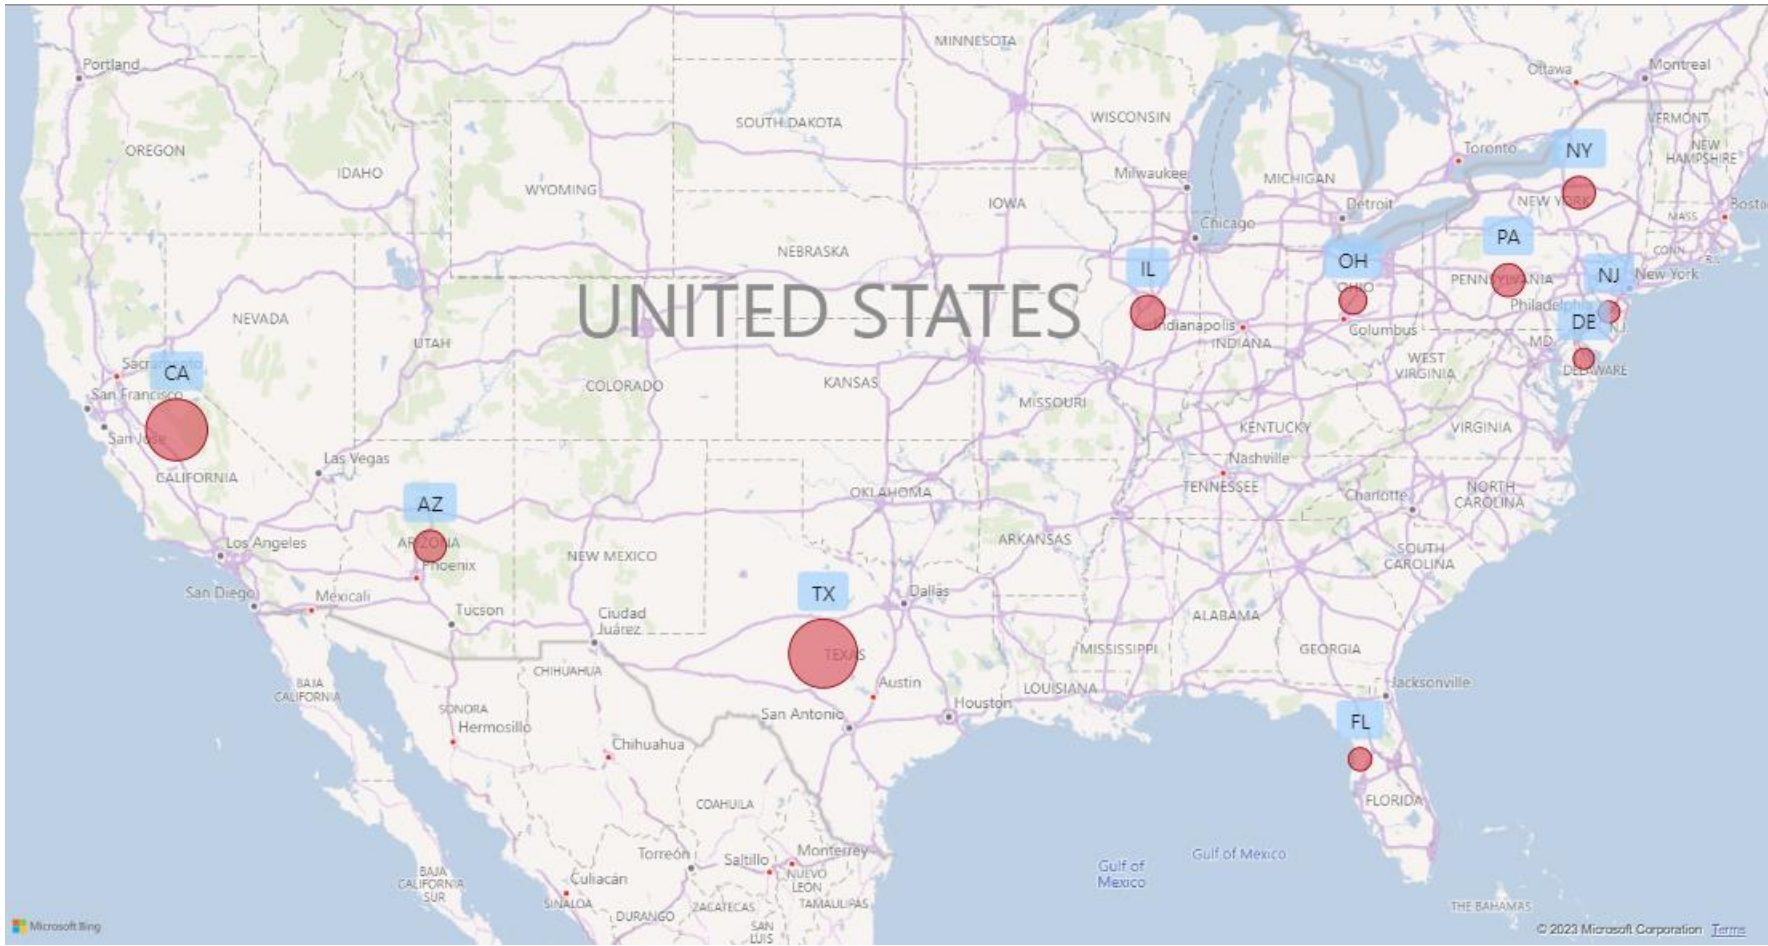 Portland
MINNESOTA
Ottawa
Montreal
OREGON
IDAHO
SOUTH DAKOTA
WISCONSIN
VERMONT
NEW
HAMPSHIRE
WYOMING
Milwaukee
MICHIGAN
Toronto
NY
IOWA
Detroit
NEW YORK
MASS
Chicago
NEBRASKA
IL
OH
PA
CONN
R.I.
NJ
New York
PENNSYLVANIA
OHIO
UNITED STATES
NEVADA
UTAH
Indianapolis
INDIANA
Columbus
Philadelphia
DE
NJ
MD
Sacramento
CA
San Francisco
San Jose
CALIFORNIA
COLORADO
KANSAS
MISSOURI
WEST
VIRGINIA
DELAWARE
KENTUCKY
VIRGINIA
Las Vegas
AZ
ARIZONA
Phoenix
OKLAHOMA
Nashville
TENNESSEE
Charlotte
NORTH
CAROLINA
Los Angeles
NEW MEXICO
ARKANSAS
SOUTH
CAROLINA
San Diego
Mexicali
Tucson
Ciudad
Juárez
TX
Dallas
ALABAMA
TEXAS
MISSISSIPPI
GEORGIA
CHIHUAHUA
BAJA
CALIFORNIA
SONORA
Hermosillo
Chihuahua
Austin
San Antonio
Houston
LOUISIANA
Jacksonville
FL
FLORIDA
COAHUILA
Torreón
Saltillo
Monterrey
NUEVO
LEON
Gulf of
Mexico
Gulf of Mexico
BAJA
CALIFORNIA
SUR
Culiacán
SINALOA
DURANGO
ZACATECAS
TAMAULIPAS
SAN
LUIS
THE BAHAMAS
Microsoft Bing
© 2023 Microsoft Corporation Terms